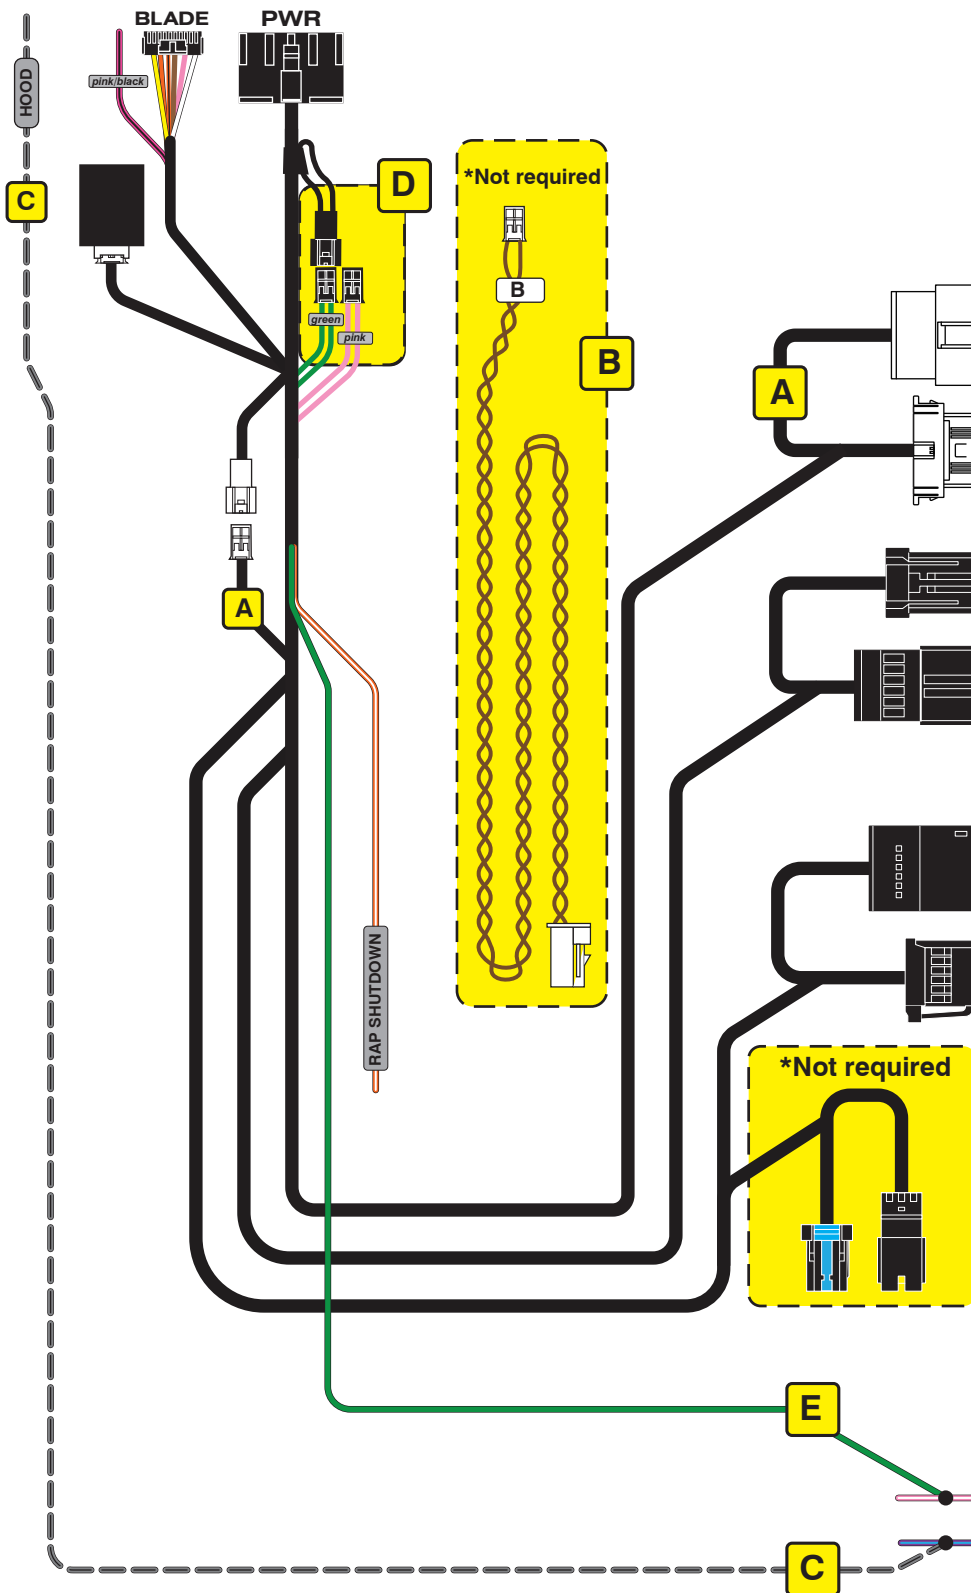 BLADE
PWR
HOOD
pink/black
C
D
*Not required
B
green
pink
B
A
A
RAP SHUTDOWN
*Not required
E
C